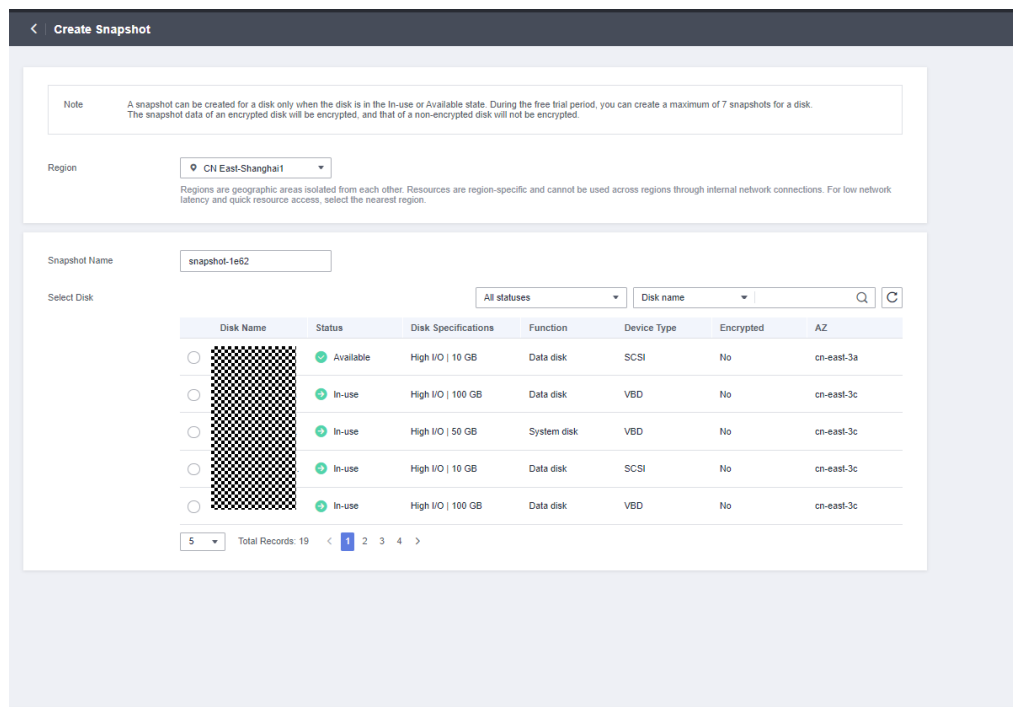 Create Snapshot
Note
A snapshot can be created for a disk only when the disk is in the In-use or Available state. During the free trial period, you can create a maximum of 7 snapshots for a disk.
The snapshot data of an encrypted disk will be encrypted, and that of a non-encrypted disk will not be encrypted.
Region
CN East-Shanghai1
Regions are geographic areas isolated from each other. Resources are region-specific and cannot be used across regions through internal network connections. For low network
latency and quick resource access, select the nearest region.
Snapshot Name
snapshot-1e62
Select Disk
All statuses
Disk name
Disk Name Status Disk Specifications Function Device Type Encrypted AZ
Available High I/O | 10 GB Data disk SCSI No cn-east-3a
In-use High I/O | 100 GB Data disk VBD No cn-east-3c
In-use High I/O | 50 GB System disk VBD No cn-east-3c
In-use High I/O | 10 GB Data disk SCSI No cn-east-3c
In-use High I/O | 100 GB Data disk VBD No cn-east-3c
5 Total Records: 19 < 1 2 3 4 >